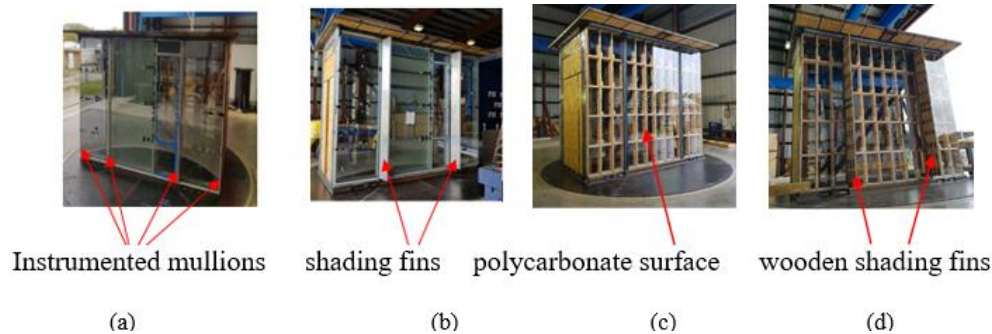 Instrumented mullions shading fins polycarbonate surface wooden shading fins
(a) (b) (c) (d)